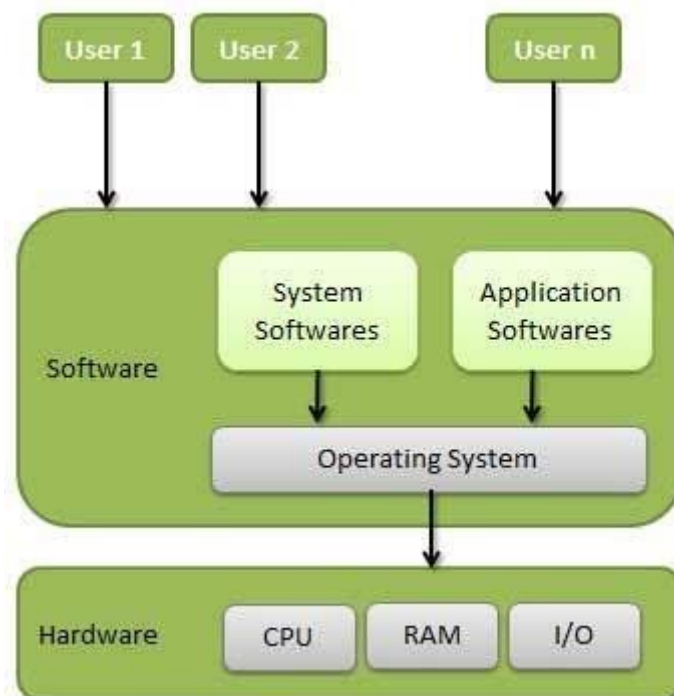 User 1
User 2
User n
System
Softwares
Application
Softwares
Software
Operating System
Hardware
CPU
RAM
I/O